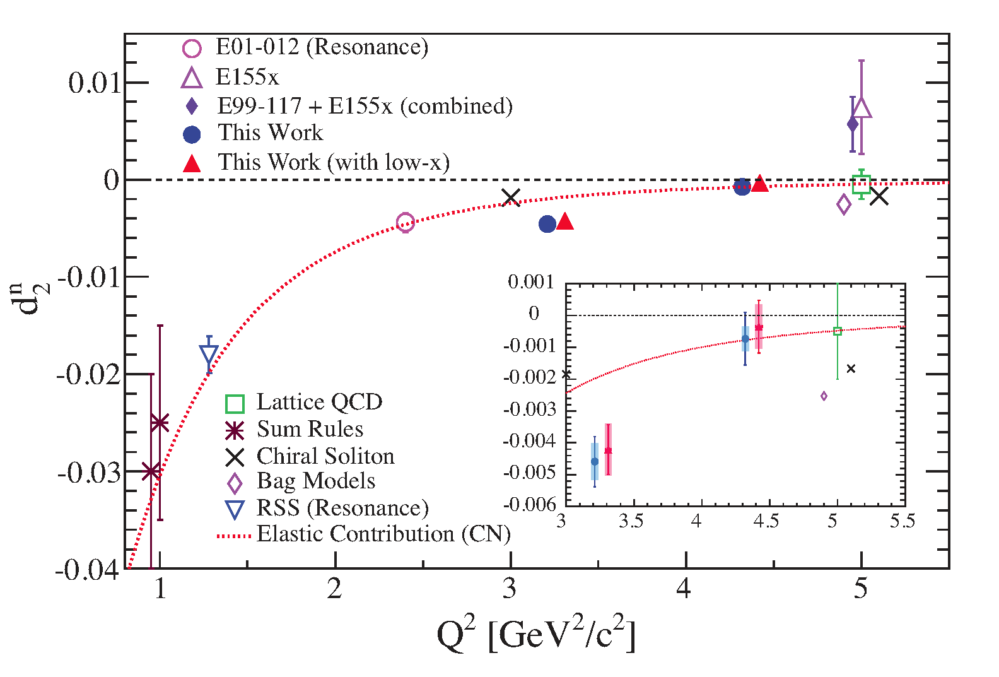 E01-012 (Resonance)
E155x
E99-117 + E155x (combined)
This Work
This Work (with low-x)
0.01
0
-0.01
-0.02
-0.03
-0.04
d₂ⁿ
Lattice QCD
Sum Rules
Chiral Soliton
Bag Models
RSS (Resonance)
Elastic Contribution (CN)
0.001
0
-0.001
-0.002
-0.003
-0.004
-0.005
-0.006
3 3.5 4 4.5 5 5.5
1 2 3 4 5
Q² [GeV²/c²]